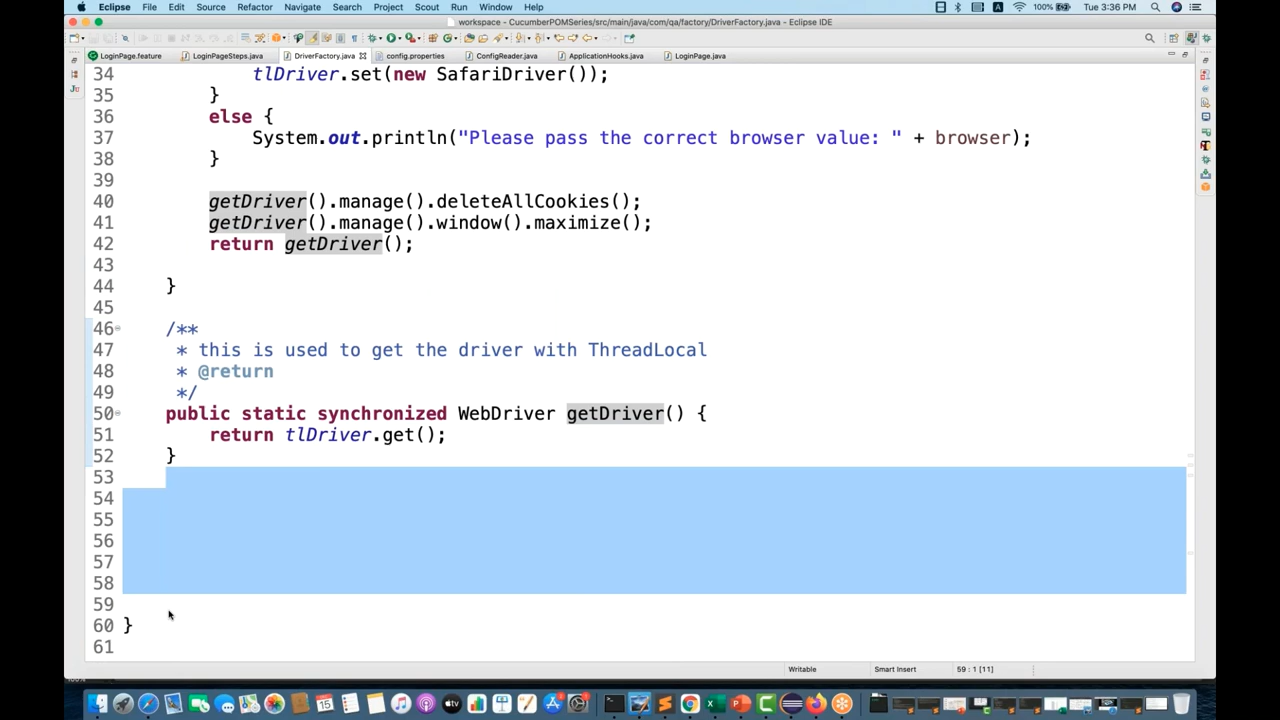 Eclipse File Edit Source Refactor Navigate Search Project Scout Run Window Help 100% Tue 3:36 PM
workspace - CucumberPOMSeries/src/main/java/com/qa/factory/DriverFactory.java - Eclipse IDE
LoginPage.feature LoginPageSteps.java DriverFactory.java config.properties ConfigReader.java ApplicationHooks.java LoginPage.java
34 tlDriver.set(new SafariDriver());
35 }
36 else {
37 System.out.println("Please pass the correct browser value: " + browser);
38 }
39
40 getDriver().manage().deleteAllCookies();
41 getDriver().manage().window().maximize();
42 return getDriver();
43
44 }
45
46 /**
47 * this is used to get the driver with ThreadLocal
48 * @return
49 */
50 public static synchronized WebDriver getDriver() {
51 return tlDriver.get();
52 }
53
54
55
56
57
58
59
60 }
61
Writable Smart Insert 59 : 1 [11]